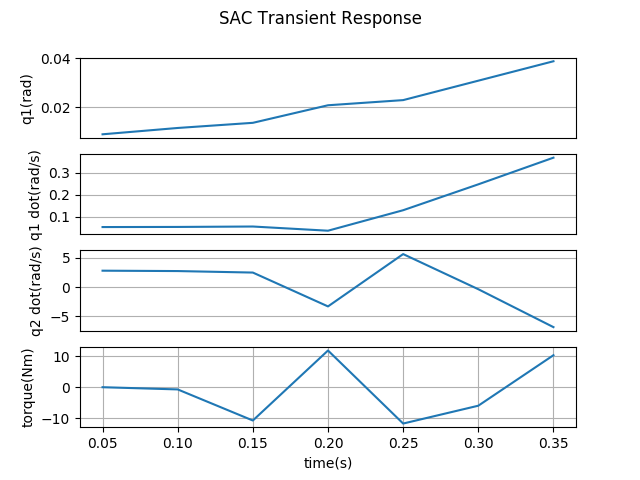 SAC Transient Response
0.04
0.02
q1(rad)
0.3
0.2
0.1
q1 dot(rad/s)
5
0
−5
q2 dot(rad/s)
10
0
−10
torque(Nm)
0.05 0.10 0.15 0.20 0.25 0.30 0.35
time(s)